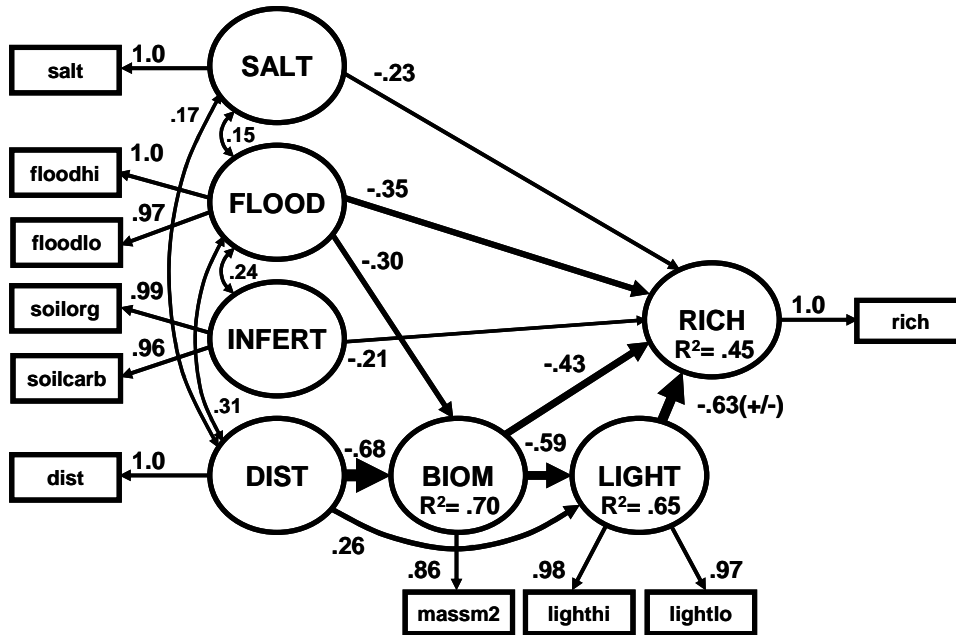 1.0
SALT
-.23
salt
.17
.15
1.0
floodhi
FLOOD
-.35
.97
floodlo
-.30
.24
soilorg
.99
INFERT
-.21
RICH
R²= .45
1.0
rich
soilcarb
.96
-.43
.31
-.63(+/-)
dist
1.0
DIST
-.68
BIOM
R²= .70
-.59
LIGHT
R²= .65
.26
.86
.98
.97
massm2
lighthi
lightlo